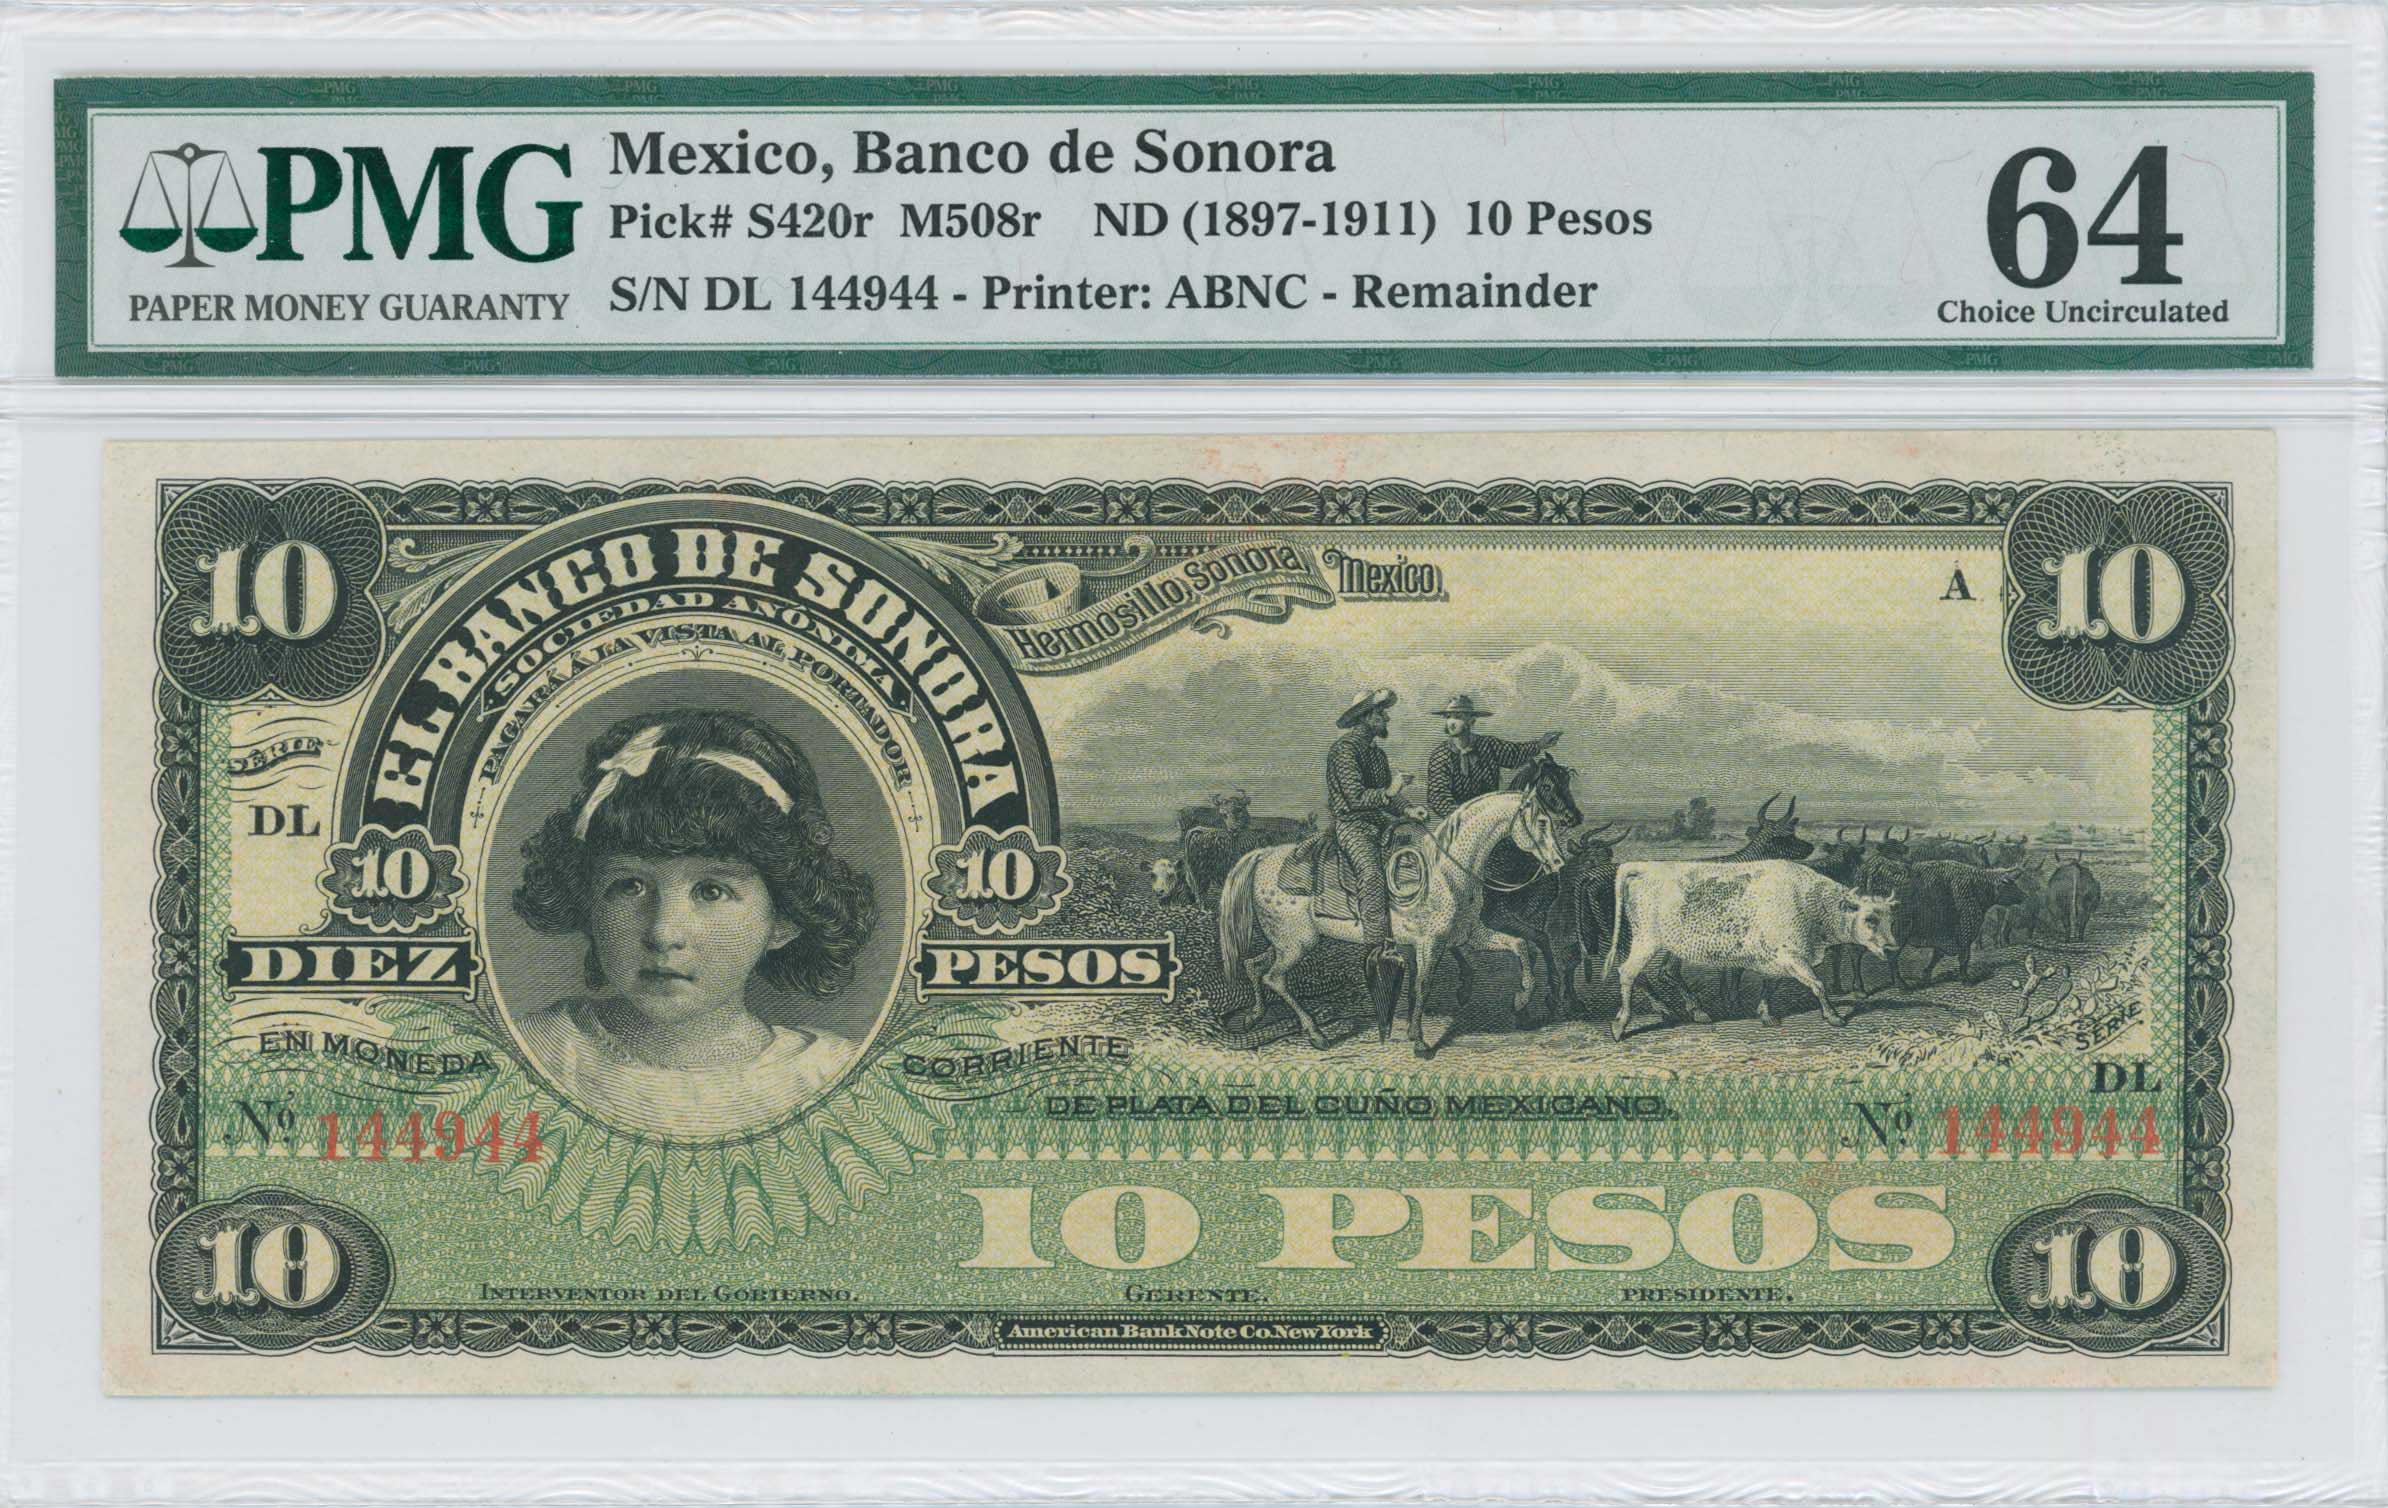 PMG
PAPER MONEY GUARANTY
Mexico, Banco de Sonora
Pick# S420r M508r ND (1897-1911) 10 Pesos
S/N DL 144944 - Printer: ABNC - Remainder
64
Choice Uncirculated
10
10
EL BANCO DE SONORA
SOCIEDAD ANÓNIMA
PAGARÁ Á LA VISTA AL PORTADOR
Hermosillo, Sonora, Mexico.
A
SERIE
DL
10
10
DIEZ
PESOS
EN MONEDA
CORRIENTE
DE PLATA DEL CUÑO MEXICANO.
SERIE
DL
Nº 144944
Nº 144944
10 PESOS
10
10
INTERVENTOR DEL GOBIERNO.
GERENTE.
PRESIDENTE.
American Bank Note Co. New York